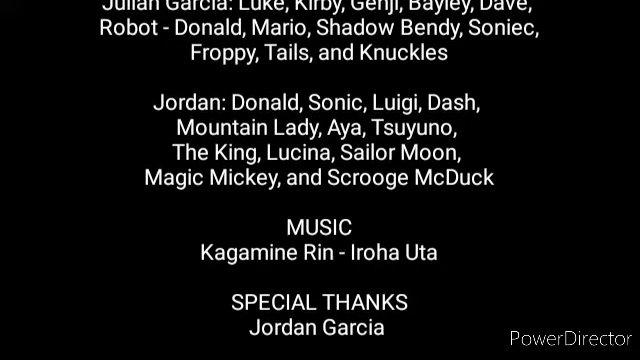 Julian Garcia: Luke, Kirby, Genji, Bayley, Dave,
Robot - Donald, Mario, Shadow Bendy, Soniec,
Froppy, Tails, and Knuckles
Jordan: Donald, Sonic, Luigi, Dash,
Mountain Lady, Aya, Tsuyuno,
The King, Lucina, Sailor Moon,
Magic Mickey, and Scrooge McDuck
MUSIC
Kagamine Rin - Iroha Uta
SPECIAL THANKS
Jordan Garcia
PowerDirector